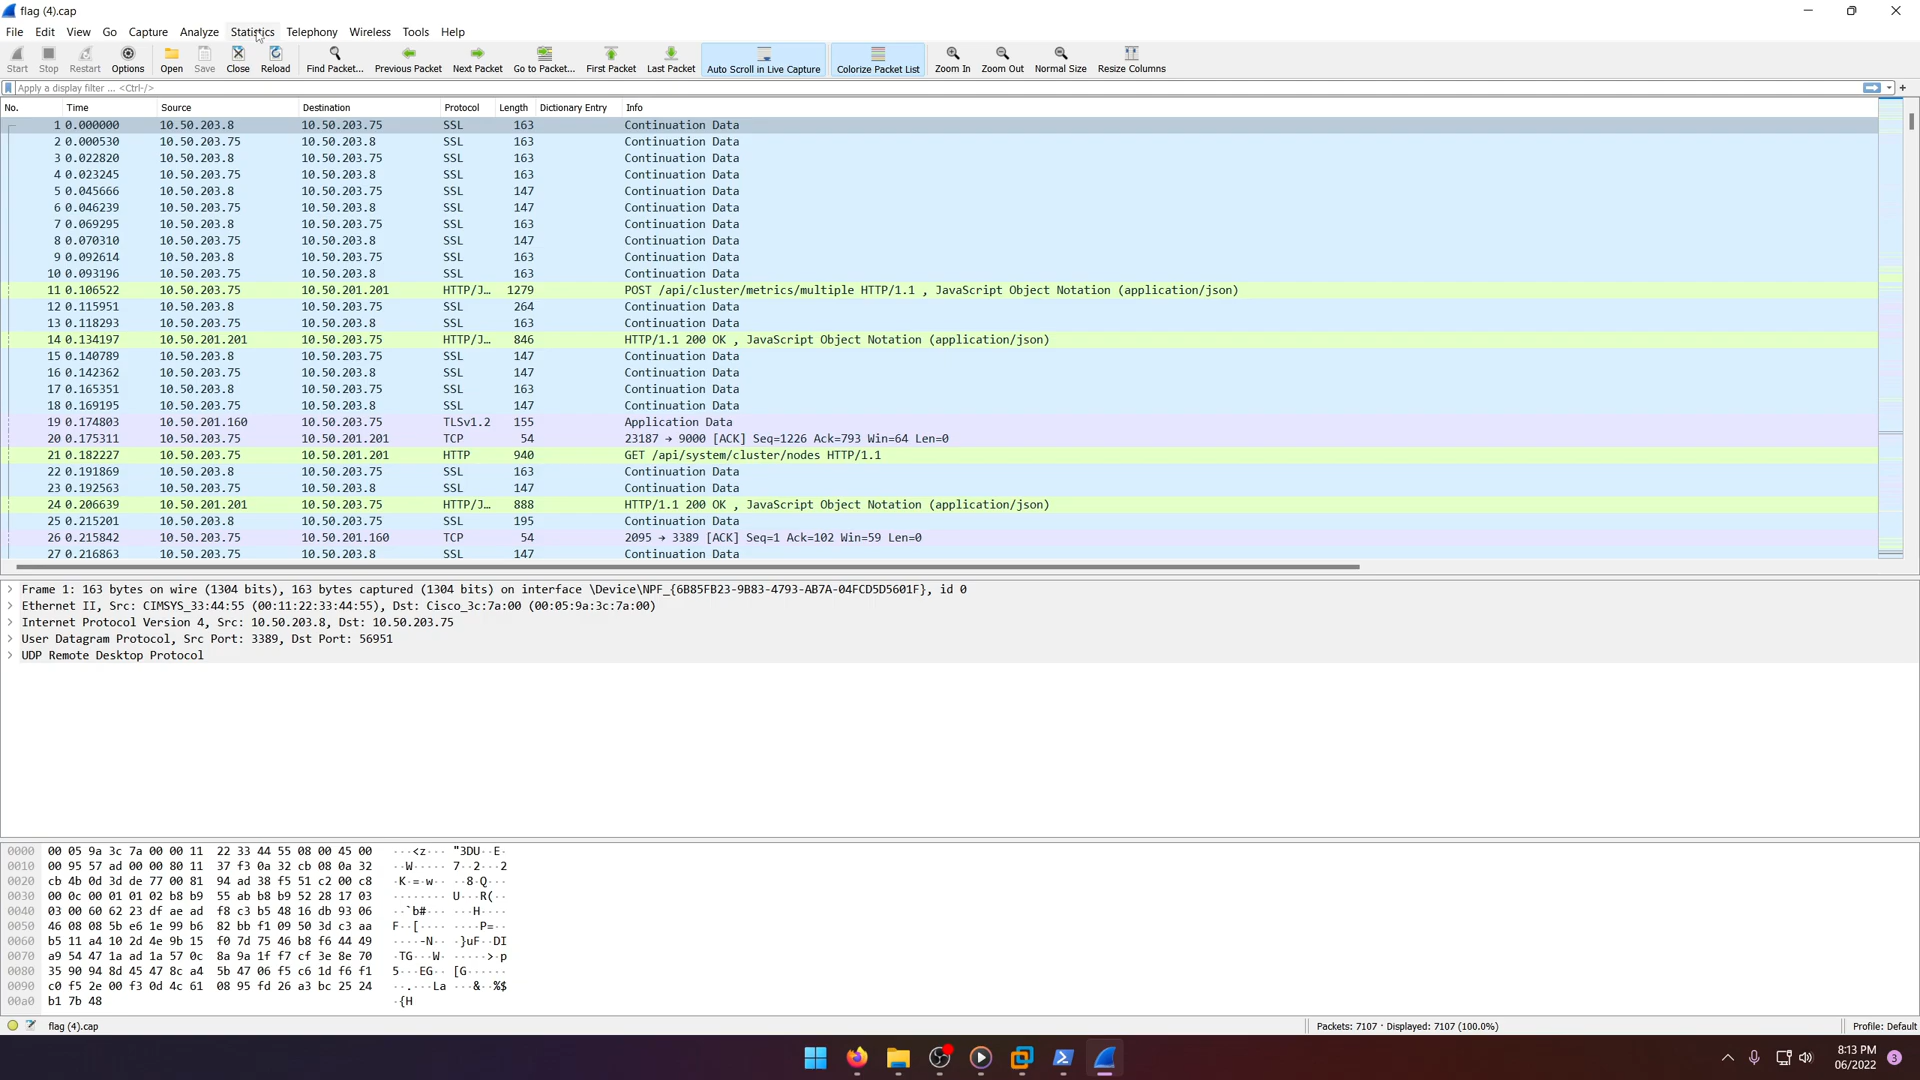 flag (4).cap
File Edit View Go Capture Analyze Statistics Telephony Wireless Tools Help
Start Stop Restart Options Open Save Close Reload Find Packet... Previous Packet Next Packet Go to Packet... First Packet Last Packet Auto Scroll in Live Capture Colorize Packet List Zoom In Zoom Out Normal Size Resize Columns
Apply a display filter ... <Ctrl-/>
No. Time Source Destination Protocol Length Dictionary Entry Info
1 0.000000 10.50.203.8 10.50.203.75 SSL 163 Continuation Data
2 0.000530 10.50.203.75 10.50.203.8 SSL 163 Continuation Data
3 0.022820 10.50.203.8 10.50.203.75 SSL 163 Continuation Data
4 0.023245 10.50.203.75 10.50.203.8 SSL 163 Continuation Data
5 0.045666 10.50.203.8 10.50.203.75 SSL 147 Continuation Data
6 0.046239 10.50.203.75 10.50.203.8 SSL 147 Continuation Data
7 0.069295 10.50.203.8 10.50.203.75 SSL 163 Continuation Data
8 0.070310 10.50.203.75 10.50.203.8 SSL 147 Continuation Data
9 0.092614 10.50.203.8 10.50.203.75 SSL 163 Continuation Data
10 0.093196 10.50.203.75 10.50.203.8 SSL 163 Continuation Data
11 0.106522 10.50.203.75 10.50.201.201 HTTP/J... 1279 POST /api/cluster/metrics/multiple HTTP/1.1 , JavaScript Object Notation (application/json)
12 0.115951 10.50.203.75 10.50.203.8 SSL 264 Continuation Data
13 0.118293 10.50.203.75 10.50.203.8 SSL 163 Continuation Data
14 0.134197 10.50.201.201 10.50.203.75 HTTP/J... 846 HTTP/1.1 200 OK , JavaScript Object Notation (application/json)
15 0.140789 10.50.203.8 10.50.203.75 SSL 147 Continuation Data
16 0.142362 10.50.203.75 10.50.203.8 SSL 147 Continuation Data
17 0.165351 10.50.203.8 10.50.203.75 SSL 163 Continuation Data
18 0.169195 10.50.203.75 10.50.203.8 SSL 147 Continuation Data
19 0.174803 10.50.201.160 10.50.203.75 TLSv1.2 155 Application Data
20 0.175311 10.50.203.75 10.50.201.201 TCP 54 23187 → 9000 [ACK] Seq=1226 Ack=793 Win=64 Len=0
21 0.182227 10.50.203.75 10.50.201.201 HTTP 940 GET /api/system/cluster/nodes HTTP/1.1
22 0.191869 10.50.203.8 10.50.203.75 SSL 163 Continuation Data
23 0.192563 10.50.203.75 10.50.203.8 SSL 147 Continuation Data
24 0.206639 10.50.201.201 10.50.203.75 HTTP/J... 888 HTTP/1.1 200 OK , JavaScript Object Notation (application/json)
25 0.215201 10.50.203.8 10.50.203.75 SSL 195 Continuation Data
26 0.215842 10.50.203.75 10.50.201.160 TCP 54 2095 → 3389 [ACK] Seq=1 Ack=102 Win=59 Len=0
27 0.216863 10.50.203.75 10.50.203.8 SSL 147 Continuation Data
Frame 1: 163 bytes on wire (1304 bits), 163 bytes captured (1304 bits) on interface \Device\NPF_{6B85FB23-9B83-4793-AB7A-04FCD5D5601F}, id 0
Ethernet II, Src: CIMSYS_33:44:55 (00:11:22:33:44:55), Dst: Cisco_3c:7a:00 (00:05:9a:3c:7a:00)
Internet Protocol Version 4, Src: 10.50.203.8, Dst: 10.50.203.75
User Datagram Protocol, Src Port: 3389, Dst Port: 56951
UDP Remote Desktop Protocol
0000 00 05 9a 3c 7a 00 00 11 22 33 44 55 08 00 45 00 ···<z··· "3DU··E·
0010 00 95 57 ad 00 00 80 11 37 f3 0a 32 cb 08 0a 32 ··W····· 7··2···2
0020 cb 4b 0d 3d de 77 00 81 94 ad 38 f5 51 c2 00 c8 ·K·=·w·· ··8·Q···
0030 00 0c 00 01 01 02 b8 b9 55 ab b8 b9 52 28 17 03 ········ U···R(··
0040 03 00 60 62 23 df ae ad f8 c3 b5 48 16 db 93 06 ··`b#··· ···H····
0050 46 08 08 5b e6 1e 99 b6 82 bb f1 09 50 3d c3 aa F··[···· ····P=··
0060 b5 11 a4 10 2d 4e 9b 15 f0 7d 75 46 b8 f6 44 49 ····-N·· ·}uF··DI
0070 a9 54 47 1a ad 1a 57 0c 8a 9a 1f f7 cf 3e 8e 70 ·TG···W· ·····>·p
0080 35 90 94 8d 45 47 8c a4 5b 47 06 f5 c6 1d f6 f1 5···EG·· [G······
0090 c0 f5 2e 00 f3 0d 4c 61 08 95 fd 26 a3 bc 25 24 ··.···La ···&··%$
00a0 b1 7b 48 ·{H
flag (4).cap Packets: 7107 · Displayed: 7107 (100.0%) Profile: Default
8:13 PM
06/2022
3